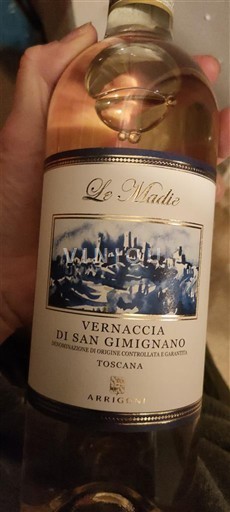 Le Madie
VERNACCIA
DI SAN GIMIGNANO
DENOMINAZIONE DI ORIGINE CONTROLLATA E GARANTITA
TOSCANA
ARRIGONI